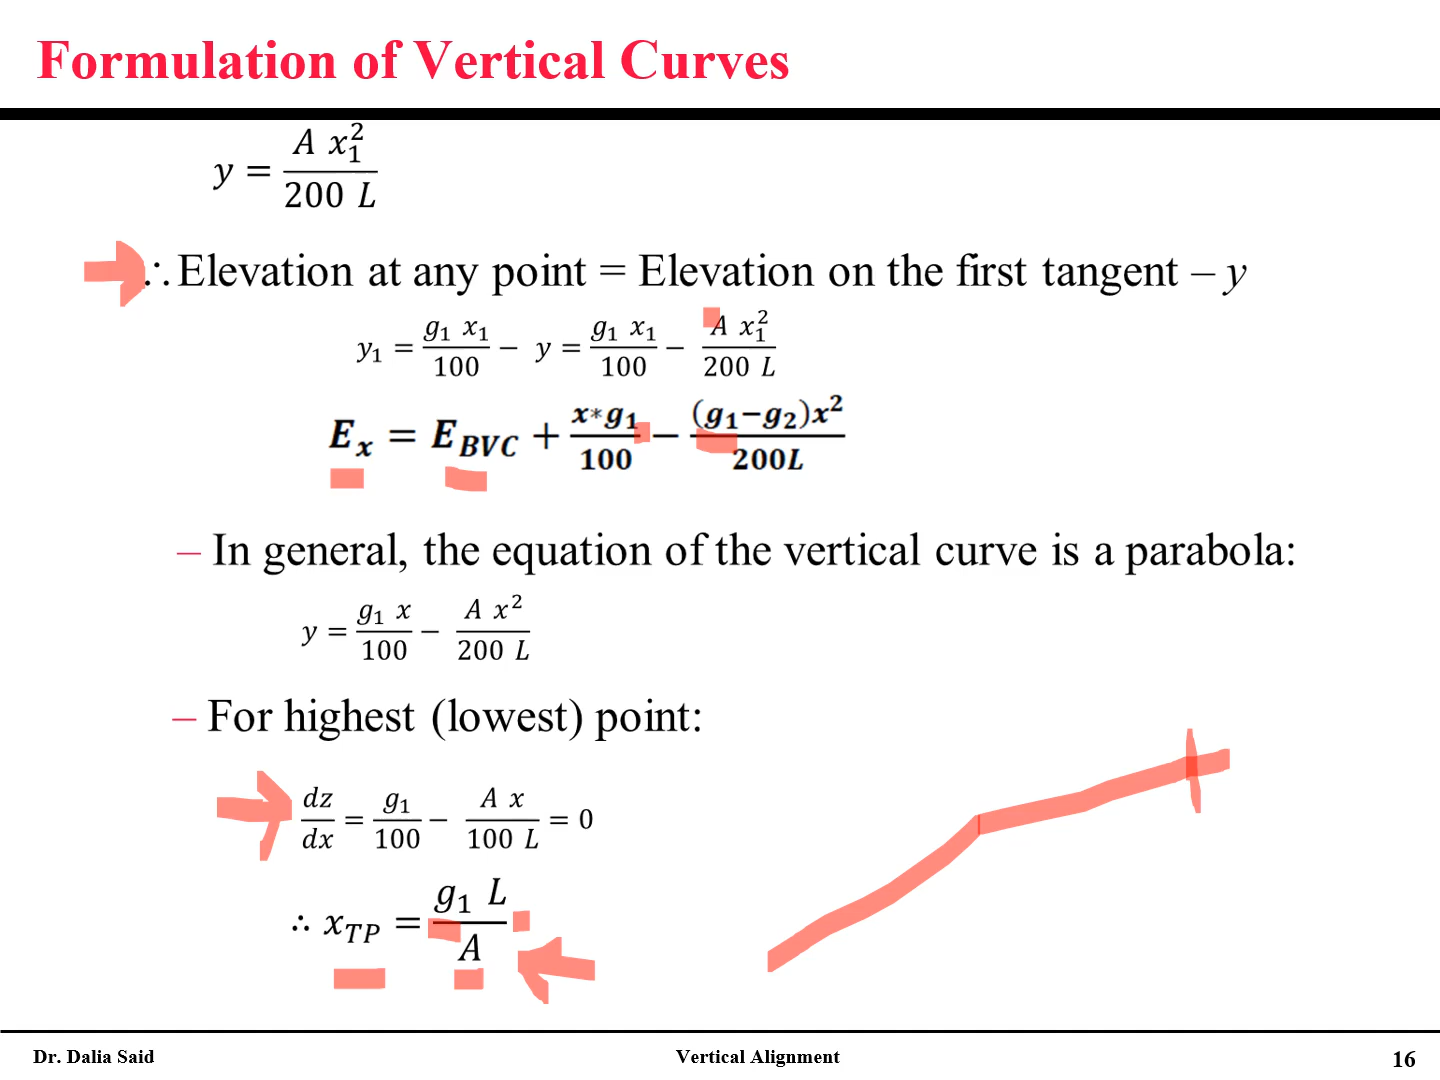 Formulation of Vertical Curves
y = A x₁² / 200 L
∴ Elevation at any point = Elevation on the first tangent – y
y₁ = g₁ x₁ / 100 − y = g₁ x₁ / 100 − A x₁² / 200 L
Eₓ = E_BVC + x*g₁ / 100 − (g₁−g₂)x² / 200L
– In general, the equation of the vertical curve is a parabola:
y = g₁ x / 100 − A x² / 200 L
– For highest (lowest) point:
dz / dx = g₁ / 100 − A x / 100 L = 0
∴ x_TP = g₁ L / A
Dr. Dalia Said Vertical Alignment 16